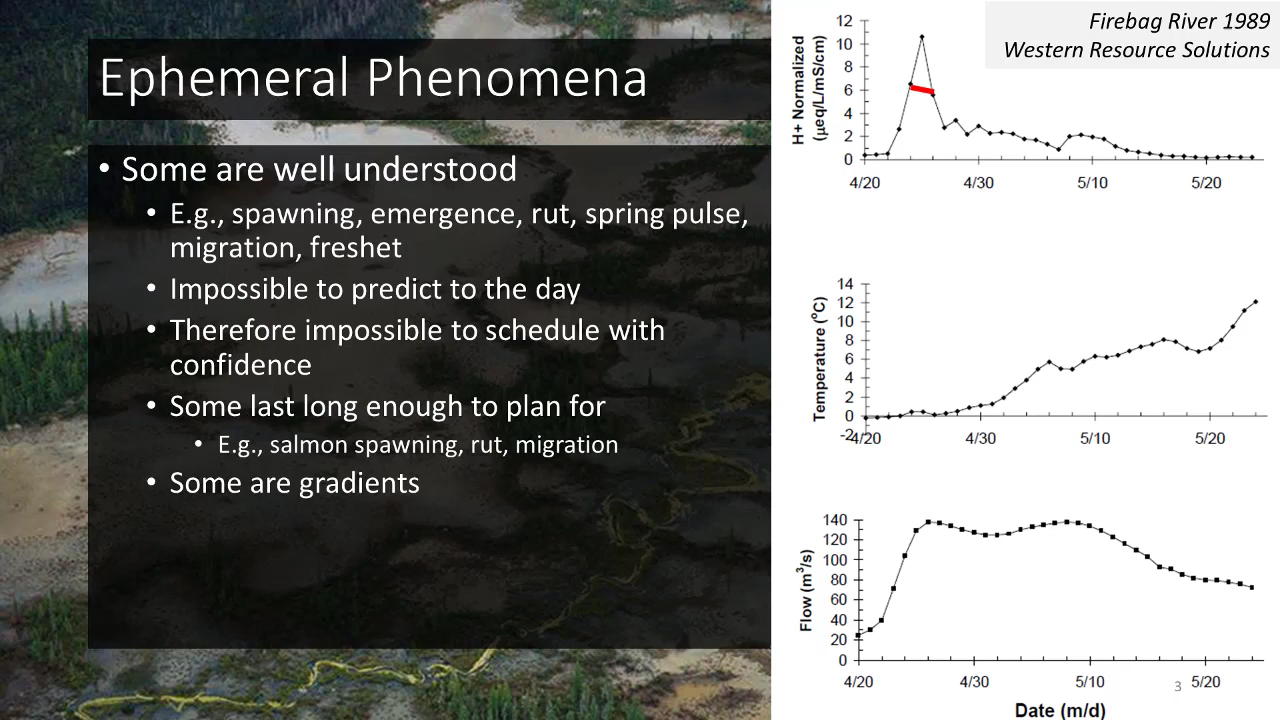 Ephemeral Phenomena
• Some are well understood
• E.g., spawning, emergence, rut, spring pulse,
migration, freshet
• Impossible to predict to the day
• Therefore impossible to schedule with
confidence
• Some last long enough to plan for
• E.g., salmon spawning, rut, migration
• Some are gradients
Firebag River 1989
Western Resource Solutions
H+ Normalized
(µeq/L/mS/cm)
12
10
8
6
4
2
0
4/20 4/30 5/10 5/20
Temperature (°C)
14
12
10
8
6
4
2
0
-2
4/20 4/30 5/10 5/20
Flow (m³/s)
140
120
100
80
60
40
20
0
4/20 4/30 5/10 5/20
3
Date (m/d)